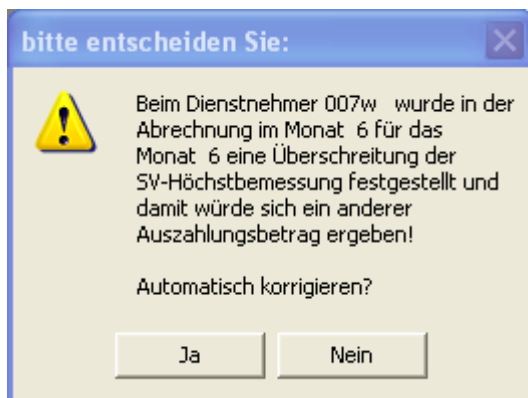 bitte entscheiden Sie:
Beim Dienstnehmer 007w wurde in der
Abrechnung im Monat 6 für das
Monat 6 eine Überschreitung der
SV-Höchstbemessung festgestellt und
damit würde sich ein anderer
Auszahlungsbetrag ergeben!
Automatisch korrigieren?
Ja Nein